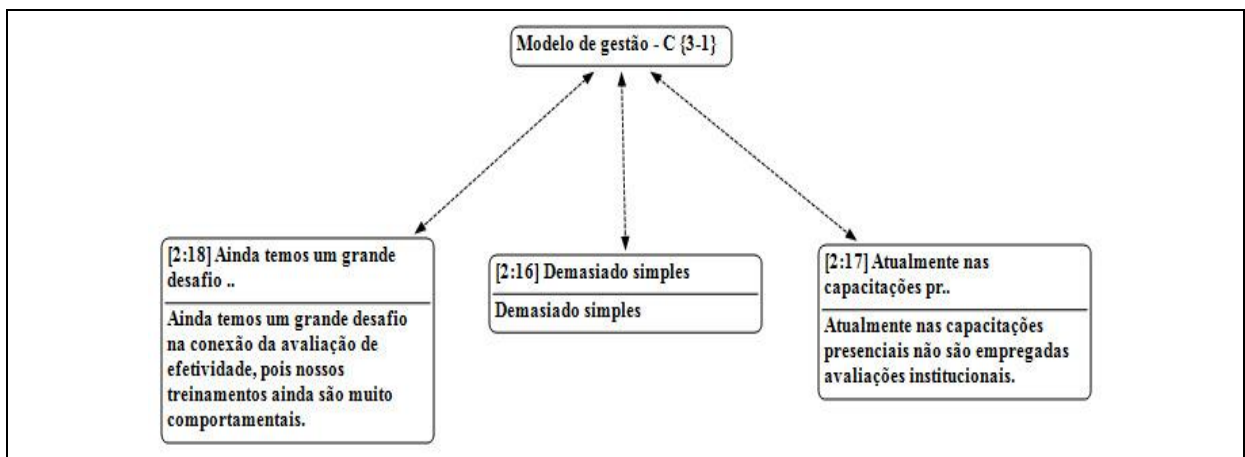 Modelo de gestão - C {3-1}
[2:18] Ainda temos um grande
desafio ..
Ainda temos um grande desafio
na conexão da avaliação de
efetividade, pois nossos
treinamentos ainda são muito
comportamentais.
[2:16] Demasiado simples
Demasiado simples
[2:17] Atualmente nas
capacitações pr..
Atualmente nas capacitações
presenciais não são empregadas
avaliações institucionais.